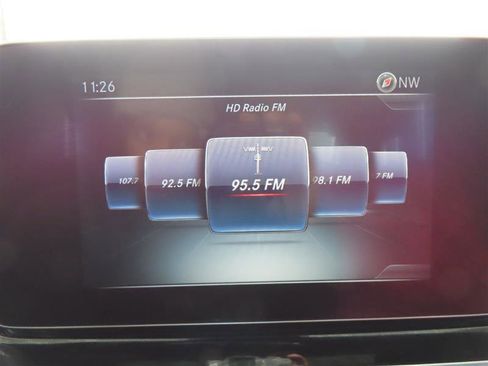 11:26
NW
HD Radio FM
107.7
92.5 FM
95.5 FM
98.1 FM
7 FM